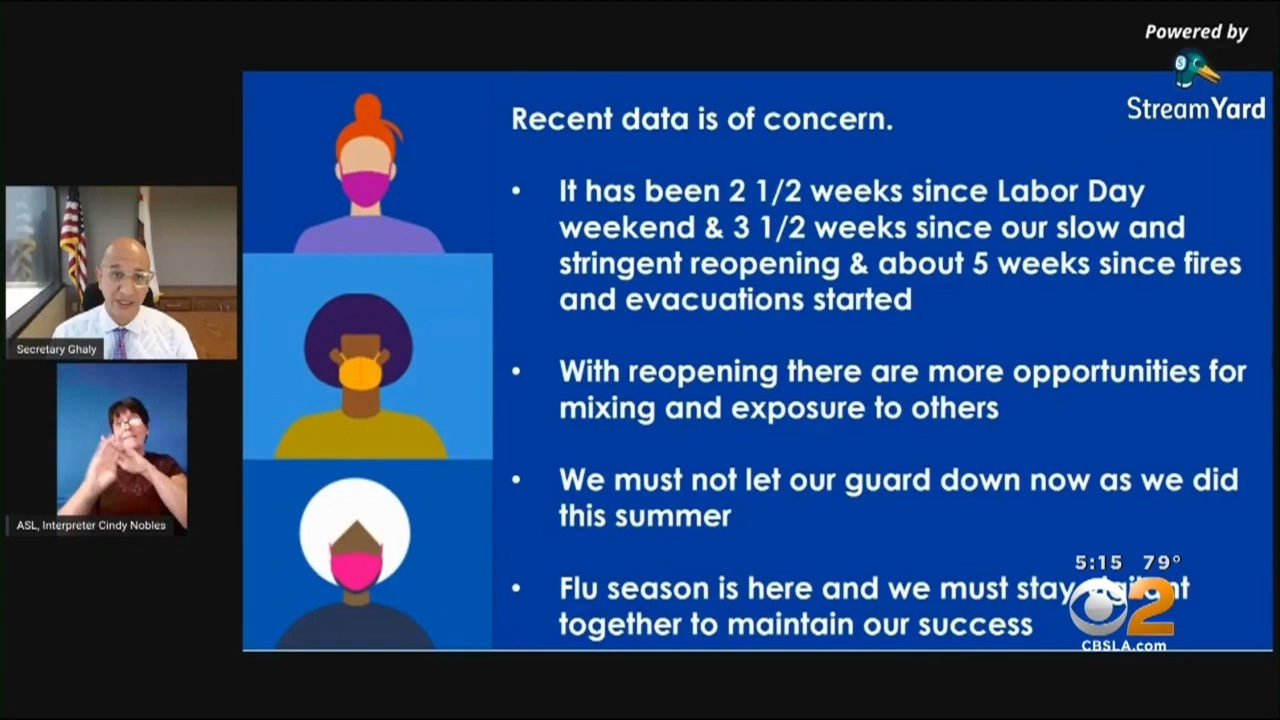 Powered by
StreamYard
Recent data is of concern.
• It has been 2 1/2 weeks since Labor Day
weekend & 3 1/2 weeks since our slow and
stringent reopening & about 5 weeks since fires
and evacuations started
• With reopening there are more opportunities for
mixing and exposure to others
• We must not let our guard down now as we did
this summer
• Flu season is here and we must stay
together to maintain our success
Secretary Ghaly
ASL, Interpreter Cindy Nobles
5:15 79°
2
CBSLA.com